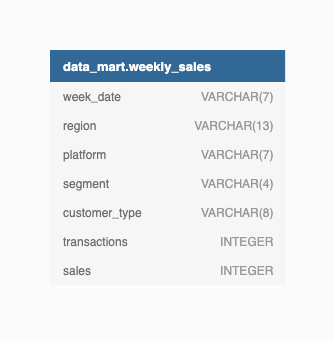 data_mart.weekly_sales
week_date VARCHAR(7)
region VARCHAR(13)
platform VARCHAR(7)
segment VARCHAR(4)
customer_type VARCHAR(8)
transactions INTEGER
sales INTEGER